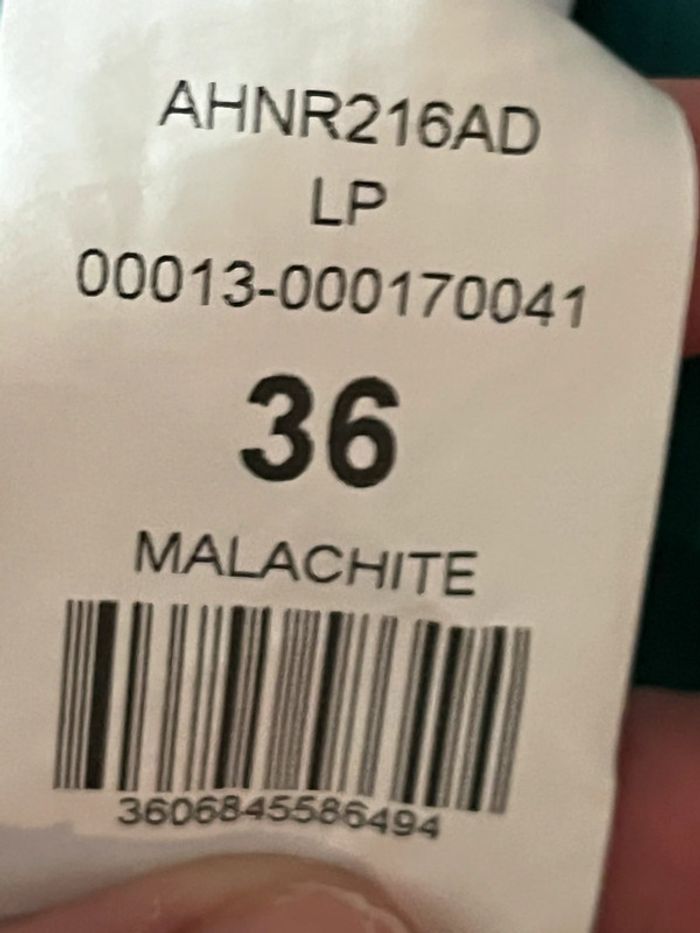 AHNR216AD
LP
00013-000170041
36
MALACHITE
3606845586494